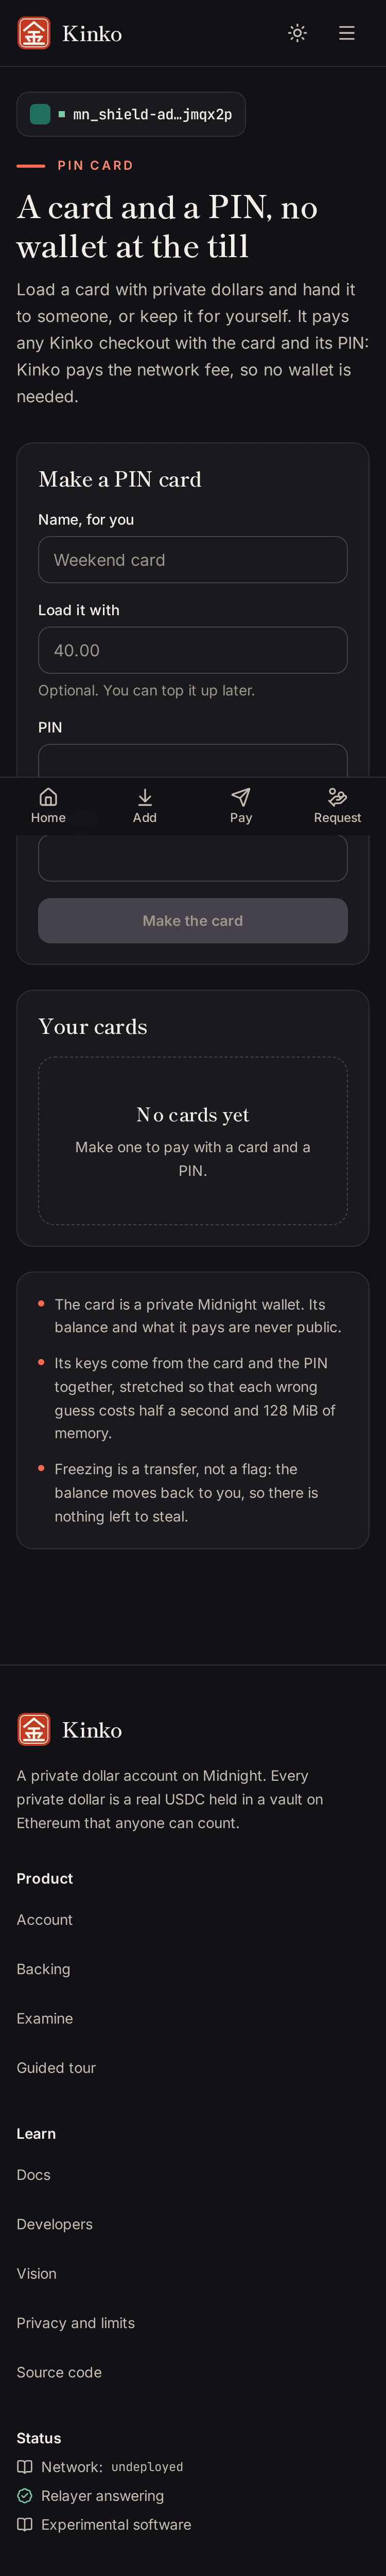 金 Kinko
mn_shield-ad…jmqx2p
PIN CARD
A card and a PIN, no
wallet at the till
Load a card with private dollars and hand it
to someone, or keep it for yourself. It pays
any Kinko checkout with the card and its PIN:
Kinko pays the network fee, so no wallet is
needed.
Make a PIN card
Name, for you
Weekend card
Load it with
40.00
Optional. You can top it up later.
PIN
Home Add Pay Request
Make the card
Your cards
No cards yet
Make one to pay with a card and a
PIN.
The card is a private Midnight wallet. Its
balance and what it pays are never public.
Its keys come from the card and the PIN
together, stretched so that each wrong
guess costs half a second and 128 MiB of
memory.
Freezing is a transfer, not a flag: the
balance moves back to you, so there is
nothing left to steal.
金 Kinko
A private dollar account on Midnight. Every
private dollar is a real USDC held in a vault on
Ethereum that anyone can count.
Product
Account
Backing
Examine
Guided tour
Learn
Docs
Developers
Vision
Privacy and limits
Source code
Status
Network: undeployed
Relayer answering
Experimental software